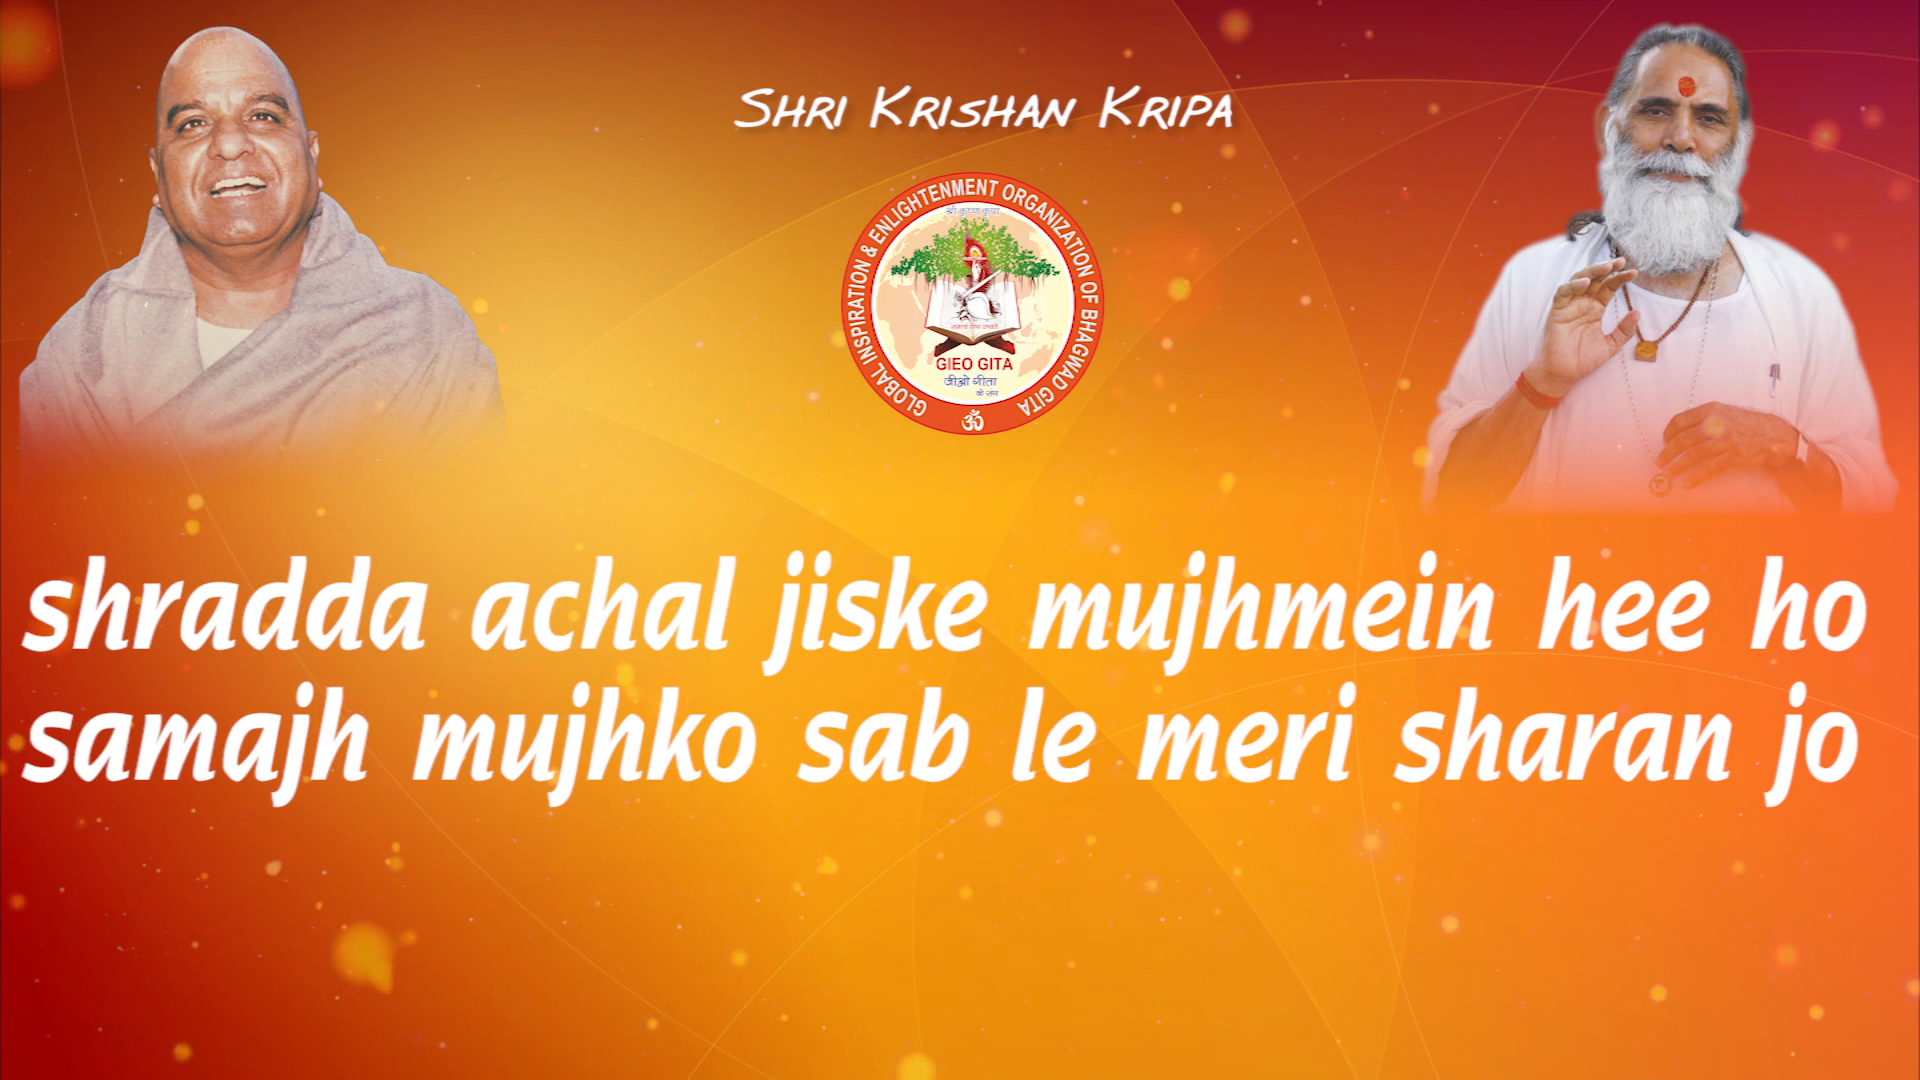 Shri Krishan Kripa
GLOBAL INSPIRATION & ENLIGHTENMENT ORGANIZATION OF BHAGWAD GITA
श्री कृष्ण कृपा
GIEO GITA
जीओ गीता
के संग
ॐ
shradda achal jiske mujhmein hee ho
samajh mujhko sab le meri sharan jo